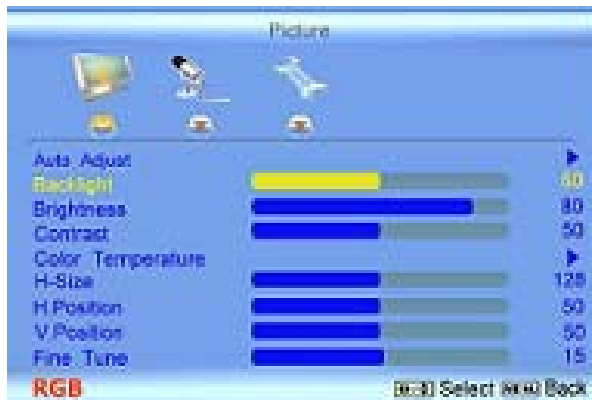 Picture
Auto Adjust
Backlight 60
Brightness 80
Contrast 50
Color Temperature
H-Size 128
H Position 50
V Position 50
Fine Tune 15
RGB Select Back